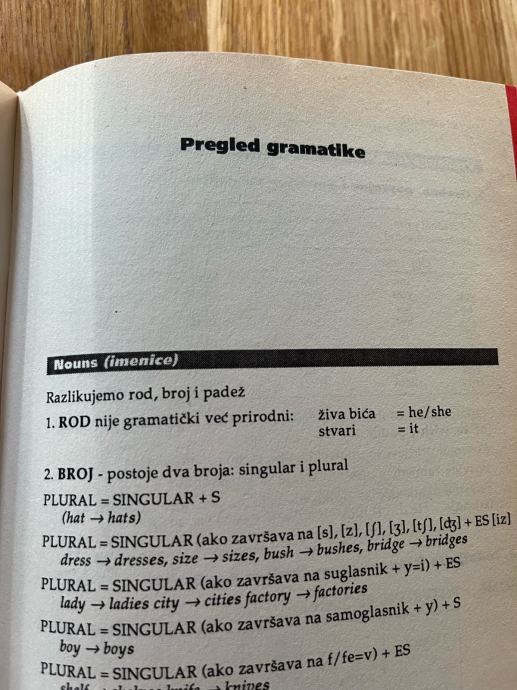 Pregled gramatike
Nouns (imenice)
Razlikujemo rod, broj i padež
1. ROD nije gramatički već prirodni: živa bića = he/she
stvari = it
2. BROJ - postoje dva broja: singular i plural
PLURAL = SINGULAR + S
(hat → hats)
PLURAL = SINGULAR (ako završava na [s], [z], [ʃ], [ʒ], [tʃ], [dʒ] + ES [iz]
dress → dresses, size → sizes, bush → bushes, bridge → bridges
PLURAL = SINGULAR (ako završava na suglasnik + y=i) + ES
lady → ladies city → cities factory → factories
PLURAL = SINGULAR (ako završava na samoglasnik + y) + S
boy → boys
PLURAL = SINGULAR (ako završava na f/fe=v) + ES
shelf → knife → knives